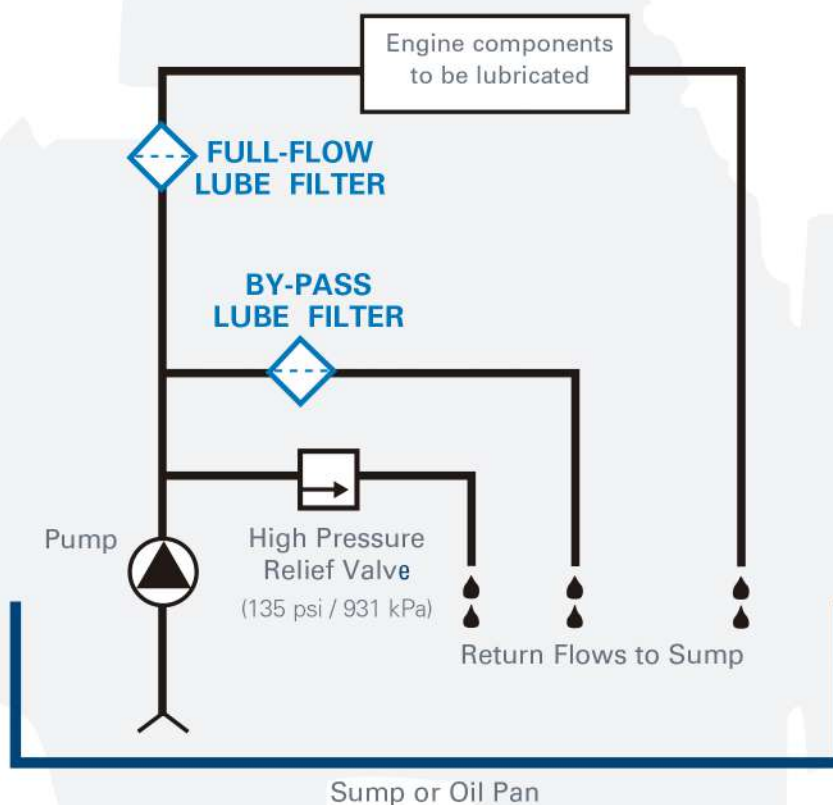 Engine components
to be lubricated
FULL-FLOW
LUBE FILTER
BY-PASS
LUBE FILTER
Pump
High Pressure
Relief Valve
(135 psi / 931 kPa)
Return Flows to Sump
Sump or Oil Pan